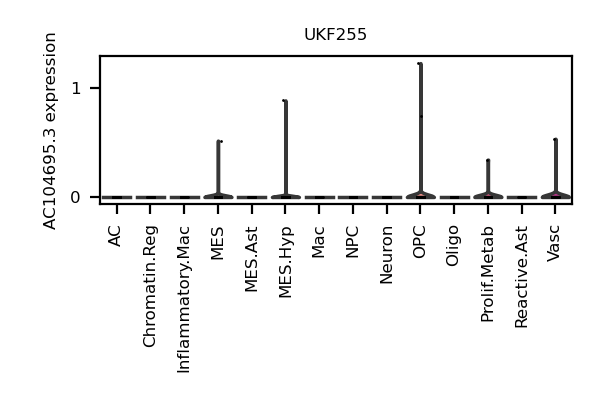 UKF255
AC104695.3 expression
1
0
AC
Chromatin.Reg
Inflammatory.Mac
MES
MES.Ast
MES.Hyp
Mac
NPC
Neuron
OPC
Oligo
Prolif.Metab
Reactive.Ast
Vasc